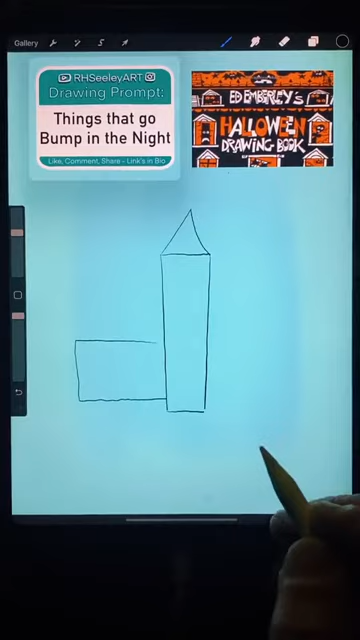 Gallery
RHSeeleyART
Drawing Prompt:
Things that go
Bump in the Night
Like, Comment, Share - Link's in Bio
ED EMBERLEY's
HALLOWEEN
DRAWING BOOK